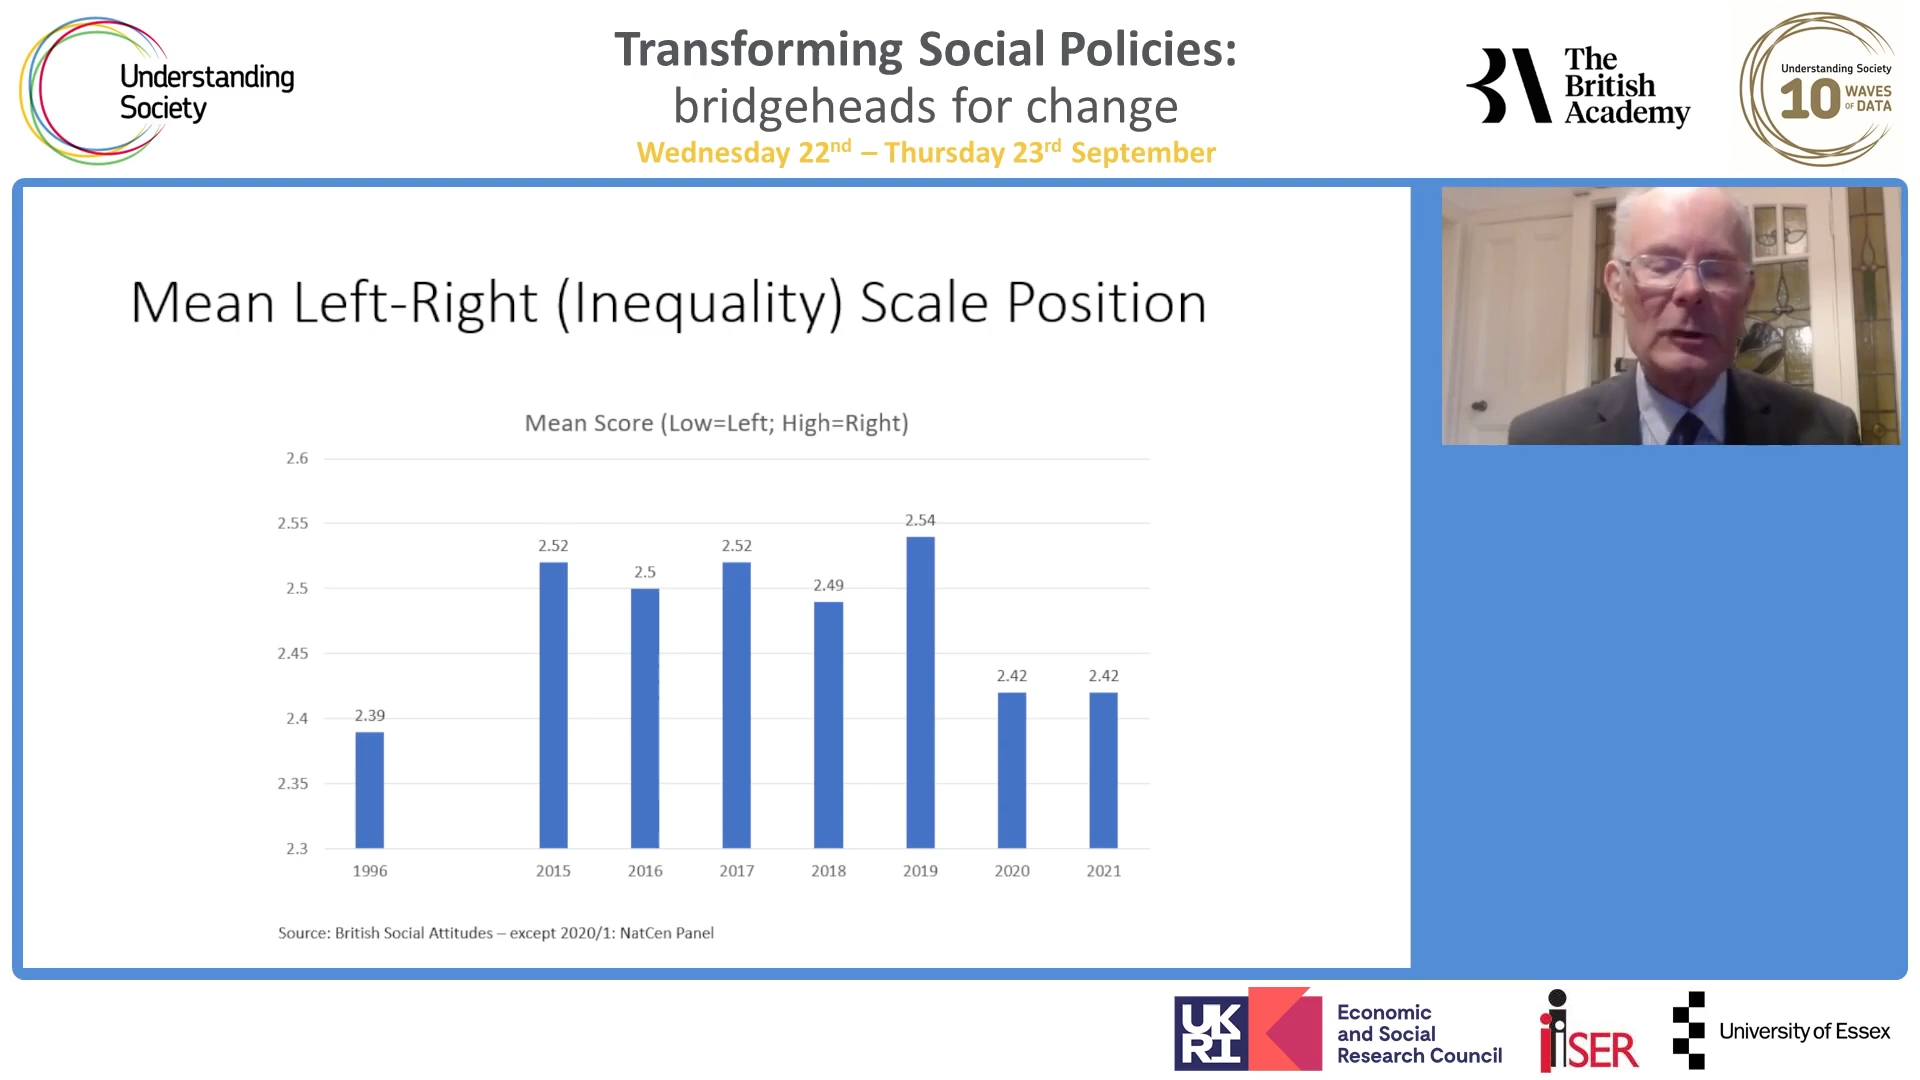 Understanding
Society
Transforming Social Policies:
bridgeheads for change
Wednesday 22nd – Thursday 23rd September
The
British
Academy
Understanding Society
10 WAVES
OF DATA
Mean Left-Right (Inequality) Scale Position
Mean Score (Low=Left; High=Right)
2.6
2.55
2.5
2.45
2.4
2.35
2.3
2.39
2.52
2.5
2.52
2.49
2.54
2.42
2.42
1996
2015
2016
2017
2018
2019
2020
2021
Source: British Social Attitudes – except 2020/1: NatCen Panel
UK
RI
Economic
and Social
Research Council
iSER
University of Essex